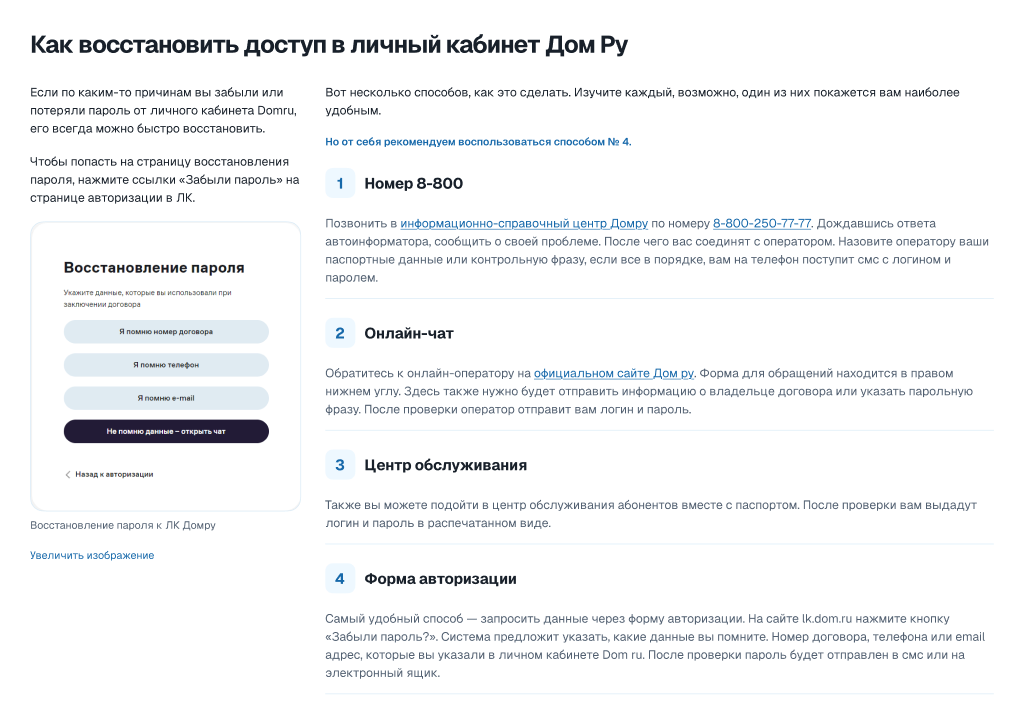 Как восстановить доступ в личный кабинет Дом Ру
Если по каким-то причинам вы забыли или
потеряли пароль от личного кабинета Domru,
его всегда можно быстро восстановить.
Чтобы попасть на страницу восстановления
пароля, нажмите ссылки «Забыли пароль» на
странице авторизации в ЛК.
Восстановление пароля
Укажите данные, которые вы использовали при
заключении договора
Я помню номер договора
Я помню телефон
Я помню e-mail
Не помню данные – открыть чат
Назад к авторизации
Восстановление пароля к ЛК Домру
Увеличить изображение
Вот несколько способов, как это сделать. Изучите каждый, возможно, один из них покажется вам наиболее
удобным.
Но от себя рекомендуем воспользоваться способом № 4.
1 Номер 8-800
Позвонить в информационно-справочный центр Домру по номеру 8-800-250-77-77. Дождавшись ответа
автоинформатора, сообщить о своей проблеме. После чего вас соединят с оператором. Назовите оператору ваши
паспортные данные или контрольную фразу, если все в порядке, вам на телефон поступит смс с логином и
паролем.
2 Онлайн-чат
Обратитесь к онлайн-оператору на официальном сайте Дом ру. Форма для обращений находится в правом
нижнем углу. Здесь также нужно будет отправить информацию о владельце договора или указать парольную
фразу. После проверки оператор отправит вам логин и пароль.
3 Центр обслуживания
Также вы можете подойти в центр обслуживания абонентов вместе с паспортом. После проверки вам выдадут
логин и пароль в распечатанном виде.
4 Форма авторизации
Самый удобный способ — запросить данные через форму авторизации. На сайте lk.dom.ru нажмите кнопку
«Забыли пароль?». Система предложит указать, какие данные вы помните. Номер договора, телефона или email
адрес, которые вы указали в личном кабинете Dom ru. После проверки пароль будет отправлен в смс или на
электронный ящик.